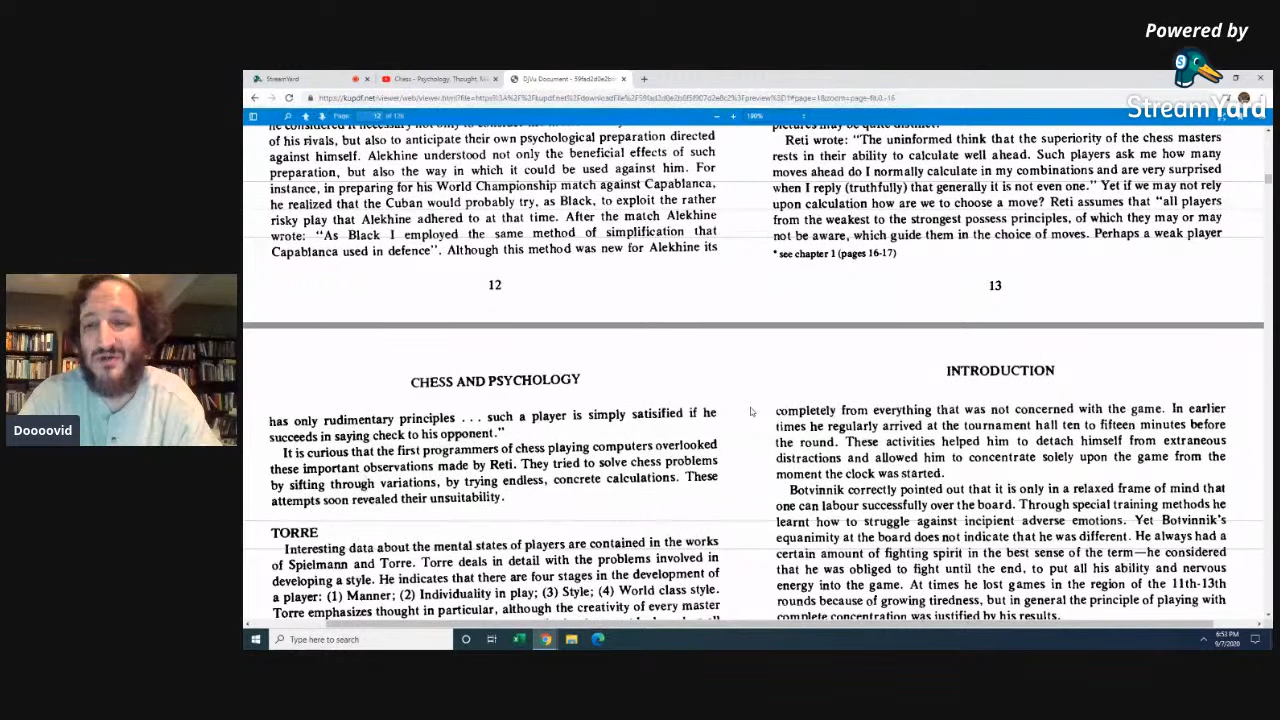 Powered by
StreamYard
StreamYard
Chess - Psychology, Thought,
DjVu Document - 59fad2d0e2b
Page:
12 of 136
190%
of his rivals, but also to anticipate their own psychological preparation directed
against himself. Alekhine understood not only the beneficial effects of such
preparation, but also the way in which it could be used against him. For
instance, in preparing for his World Championship match against Capablanca,
he realized that the Cuban would probably try, as Black, to exploit the rather
risky play that Alekhine adhered to at that time. After the match Alekhine
wrote: "As Black I employed the same method of simplification that
Capablanca used in defence". Although this method was new for Alekhine its
12
Reti wrote: "The uninformed think that the superiority of the chess masters
rests in their ability to calculate well ahead. Such players ask me how many
moves ahead do I normally calculate in my combinations and are very surprised
when I reply (truthfully) that generally it is not even one." Yet if we may not rely
upon calculation how are we to choose a move? Reti assumes that "all players
from the weakest to the strongest possess principles, of which they may or may
not be aware, which guide them in the choice of moves. Perhaps a weak player
* see chapter 1 (pages 16-17)
13
CHESS AND PSYCHOLOGY
has only rudimentary principles . . . such a player is simply satisified if he
succeeds in saying check to his opponent."
It is curious that the first programmers of chess playing computers overlooked
these important observations made by Reti. They tried to solve chess problems
by sifting through variations, by trying endless, concrete calculations. These
attempts soon revealed their unsuitability.
TORRE
Interesting data about the mental states of players are contained in the works
of Spielmann and Torre. Torre deals in detail with the problems involved in
developing a style. He indicates that there are four stages in the development of
a player: (1) Manner; (2) Individuality in play; (3) Style; (4) World class style.
Torre emphasizes thought in particular, although the creativity of every master
INTRODUCTION
completely from everything that was not concerned with the game. In earlier
times he regularly arrived at the tournament hall ten to fifteen minutes before
the round. These activities helped him to detach himself from extraneous
distractions and allowed him to concentrate solely upon the game from the
moment the clock was started.
Botvinnik correctly pointed out that it is only in a relaxed frame of mind that
one can labour successfully over the board. Through special training methods he
learnt how to struggle against incipient adverse emotions. Yet Botvinnik's
equanimity at the board does not indicate that he was different. He always had a
certain amount of fighting spirit in the best sense of the term—he considered
that he was obliged to fight until the end, to put all his ability and nervous
energy into the game. At times he lost games in the region of the 11th-13th
rounds because of growing tiredness, but in general the principle of playing with
complete concentration was justified by his results.
Doooovid
Type here to search
6:53 PM
9/7/2020